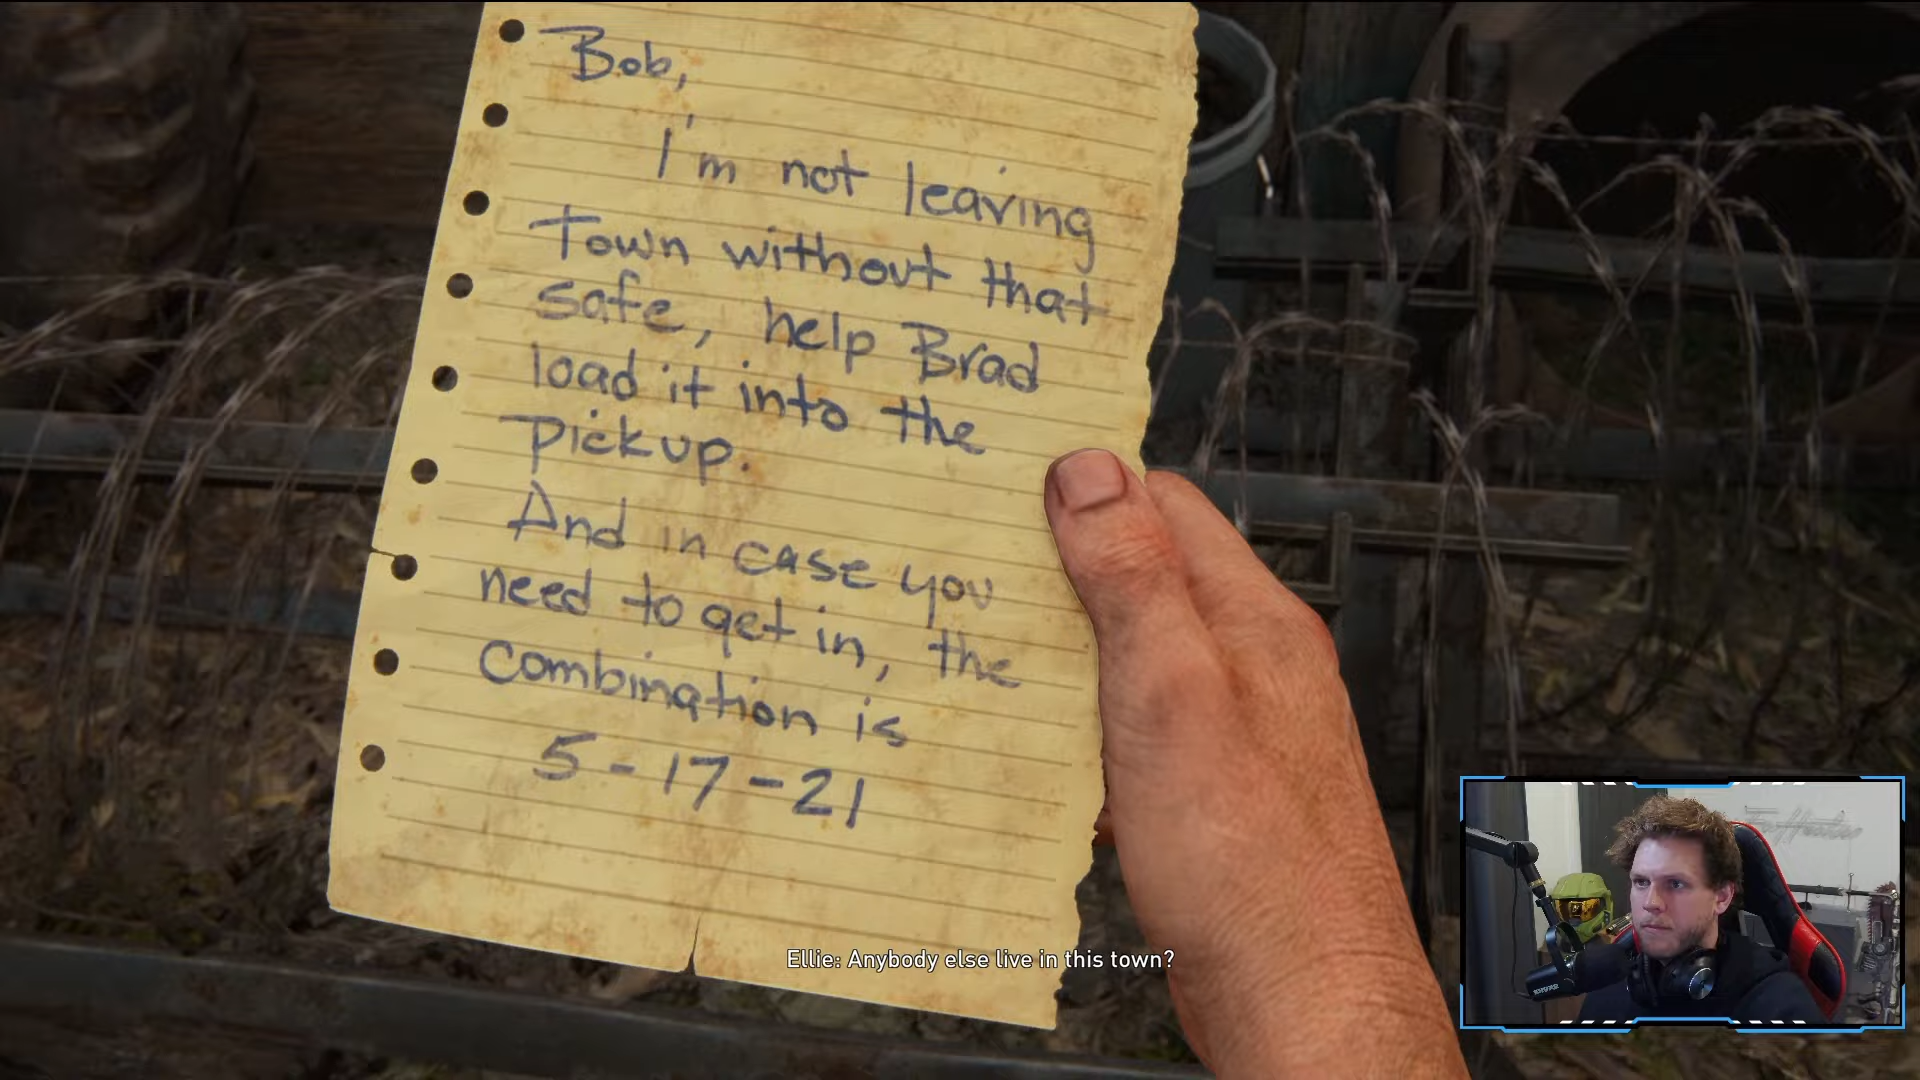 Bob,
I'm not leaving
Town without that
safe, help Brad
load it into the
Pickup.
And in case you
need to get in, the
Combination is
5-17-21
Ellie: Anybody else live in this town?